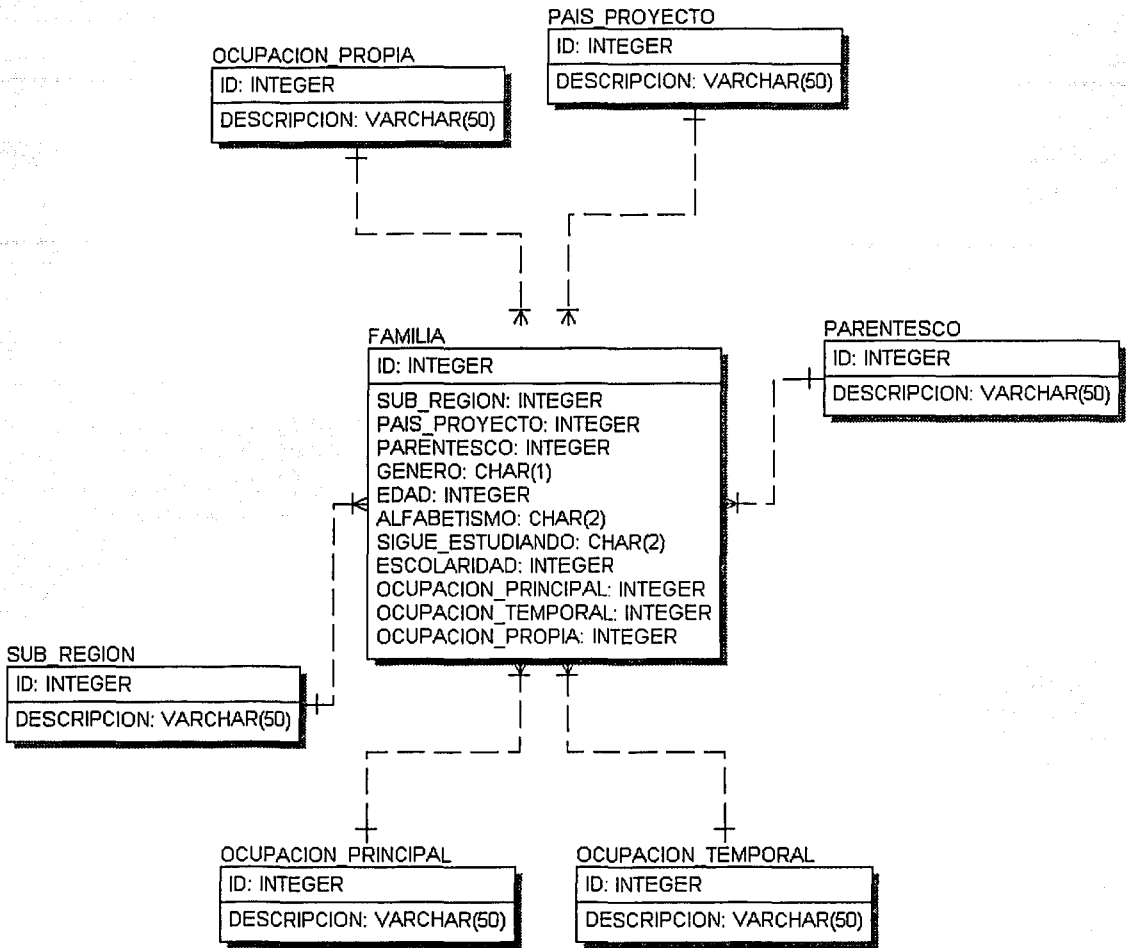 PAIS_PROYECTO
ID: INTEGER
DESCRIPCION: VARCHAR(50)
OCUPACION_PROPIA
ID: INTEGER
DESCRIPCION: VARCHAR(50)
FAMILIA
ID: INTEGER
SUB_REGION: INTEGER
PAIS_PROYECTO: INTEGER
PARENTESCO: INTEGER
GENERO: CHAR(1)
EDAD: INTEGER
ALFABETISMO: CHAR(2)
SIGUE_ESTUDIANDO: CHAR(2)
ESCOLARIDAD: INTEGER
OCUPACION_PRINCIPAL: INTEGER
OCUPACION_TEMPORAL: INTEGER
OCUPACION_PROPIA: INTEGER
PARENTESCO
ID: INTEGER
DESCRIPCION: VARCHAR(50)
SUB_REGION
ID: INTEGER
DESCRIPCION: VARCHAR(50)
OCUPACION_PRINCIPAL
ID: INTEGER
DESCRIPCION: VARCHAR(50)
OCUPACION_TEMPORAL
ID: INTEGER
DESCRIPCION: VARCHAR(50)